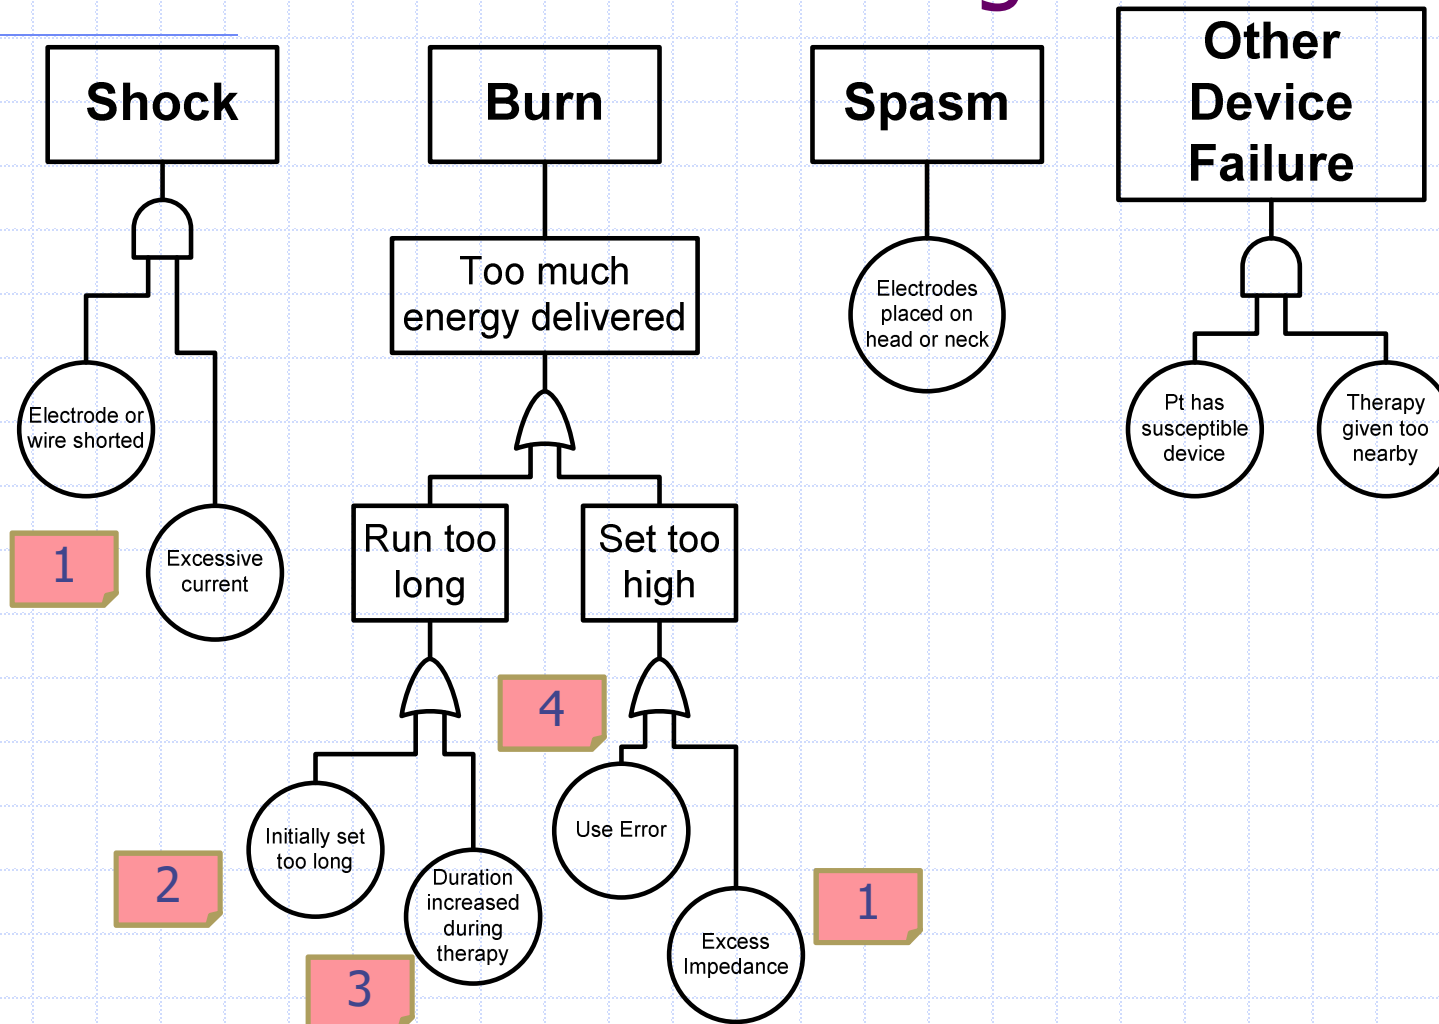 Shock
Burn
Spasm
Other
Device
Failure
Too much
energy delivered
Electrodes
placed on
head or neck
Electrode or
wire shorted
Pt has
susceptible
device
Therapy
given too
nearby
1
Excessive
current
Run too
long
Set too
high
4
Initially set
too long
Use Error
2
Duration
increased
during
therapy
1
Excess
Impedance
3